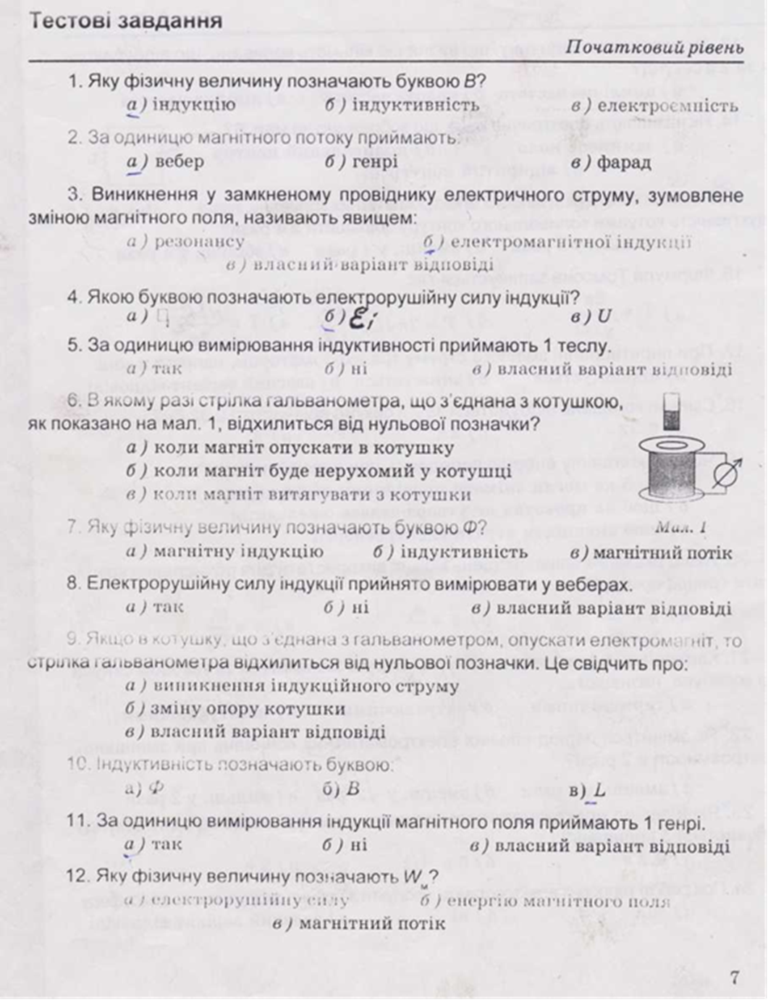 Тестові завдання
Початковий рівень
1. Яку фізичну величину позначають буквою B?
а) індукцію б) індуктивність в) електроємність
2. За одиницю магнітного потоку приймають:
а) вебер б) генрі в) фарад
3. Виникнення у замкненому провіднику електричного струму, зумовлене
зміною магнітного поля, називають явищем:
а) резонансу б) електромагнітної індукції
в) власний варіант відповіді
4. Якою буквою позначають електрорушійну силу індукції?
а) б) Ɛi в) U
5. За одиницю вимірювання індуктивності приймають 1 теслу.
а) так б) ні в) власний варіант відповіді
6. В якому разі стрілка гальванометра, що з'єднана з котушкою,
як показано на мал. 1, відхилиться від нульової позначки?
а) коли магніт опускати в котушку
б) коли магніт буде нерухомий у котушці
в) коли магніт витягувати з котушки
Мал. 1
7. Яку фізичну величину позначають буквою Ф?
а) магнітну індукцію б) індуктивність в) магнітний потік
8. Електрорушійну силу індукції прийнято вимірювати у веберах.
а) так б) ні в) власний варіант відповіді
9. Якщо в котушку, що з'єднана з гальванометром, опускати електромагніт, то
стрілка гальванометра відхилиться від нульової позначки. Це свідчить про:
а) виникнення індукційного струму
б) зміну опору котушки
в) власний варіант відповіді
10. Індуктивність позначають буквою:
а) Ф б) B в) L
11. За одиницю вимірювання індукції магнітного поля приймають 1 генрі.
а) так б) ні в) власний варіант відповіді
12. Яку фізичну величину позначають Wм?
а) електрорушійну силу б) енергію магнітного поля
в) магнітний потік
7